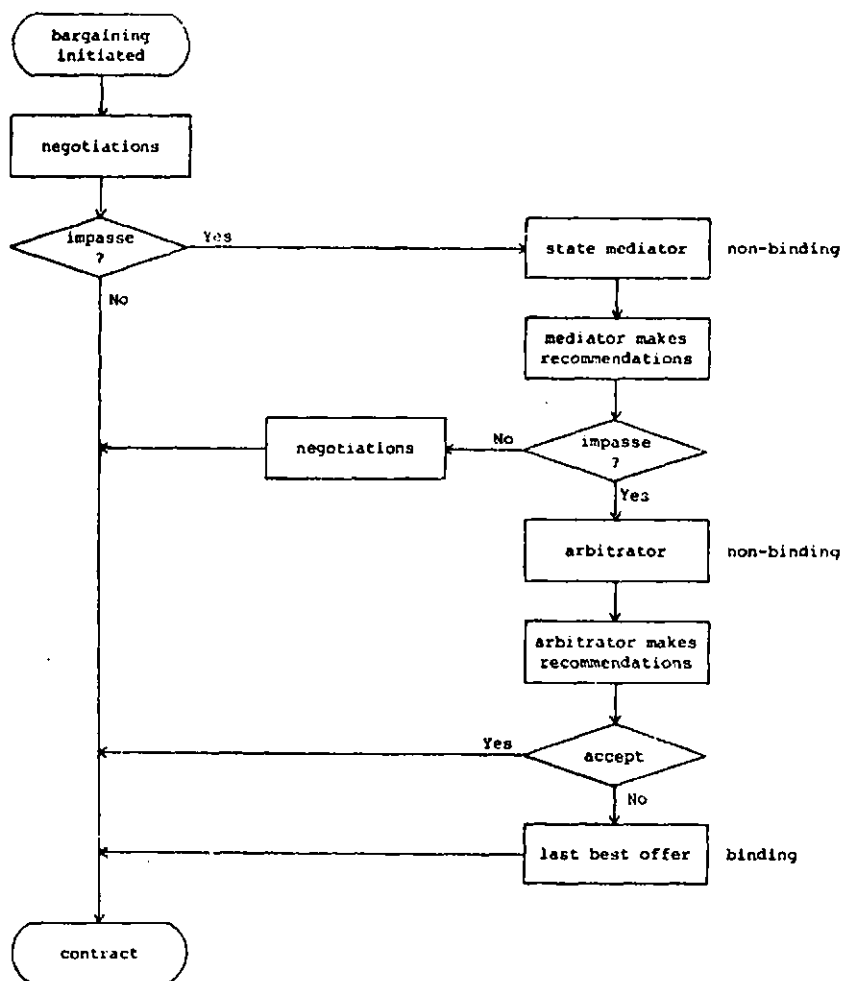 bargaining
initiated
negotiations
impasse
?
Yes
No
state mediator
non-binding
mediator makes
recommendations
impasse
?
No
negotiations
Yes
arbitrator
non-binding
arbitrator makes
recommendations
accept
Yes
No
last best offer
binding
contract